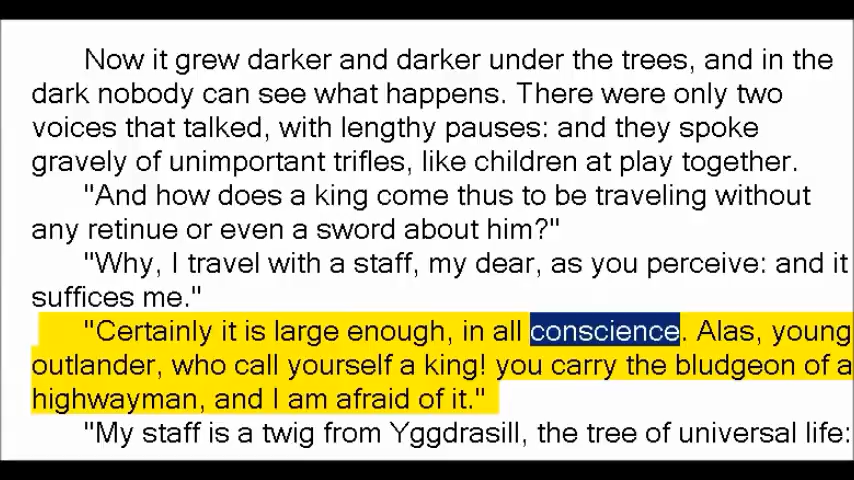 Now it grew darker and darker under the trees, and in the
dark nobody can see what happens. There were only two
voices that talked, with lengthy pauses: and they spoke
gravely of unimportant trifles, like children at play together.
"And how does a king come thus to be traveling without
any retinue or even a sword about him?"
"Why, I travel with a staff, my dear, as you perceive: and it
suffices me."
"Certainly it is large enough, in all conscience. Alas, young
outlander, who call yourself a king! you carry the bludgeon of a
highwayman, and I am afraid of it."
"My staff is a twig from Yggdrasill, the tree of universal life: